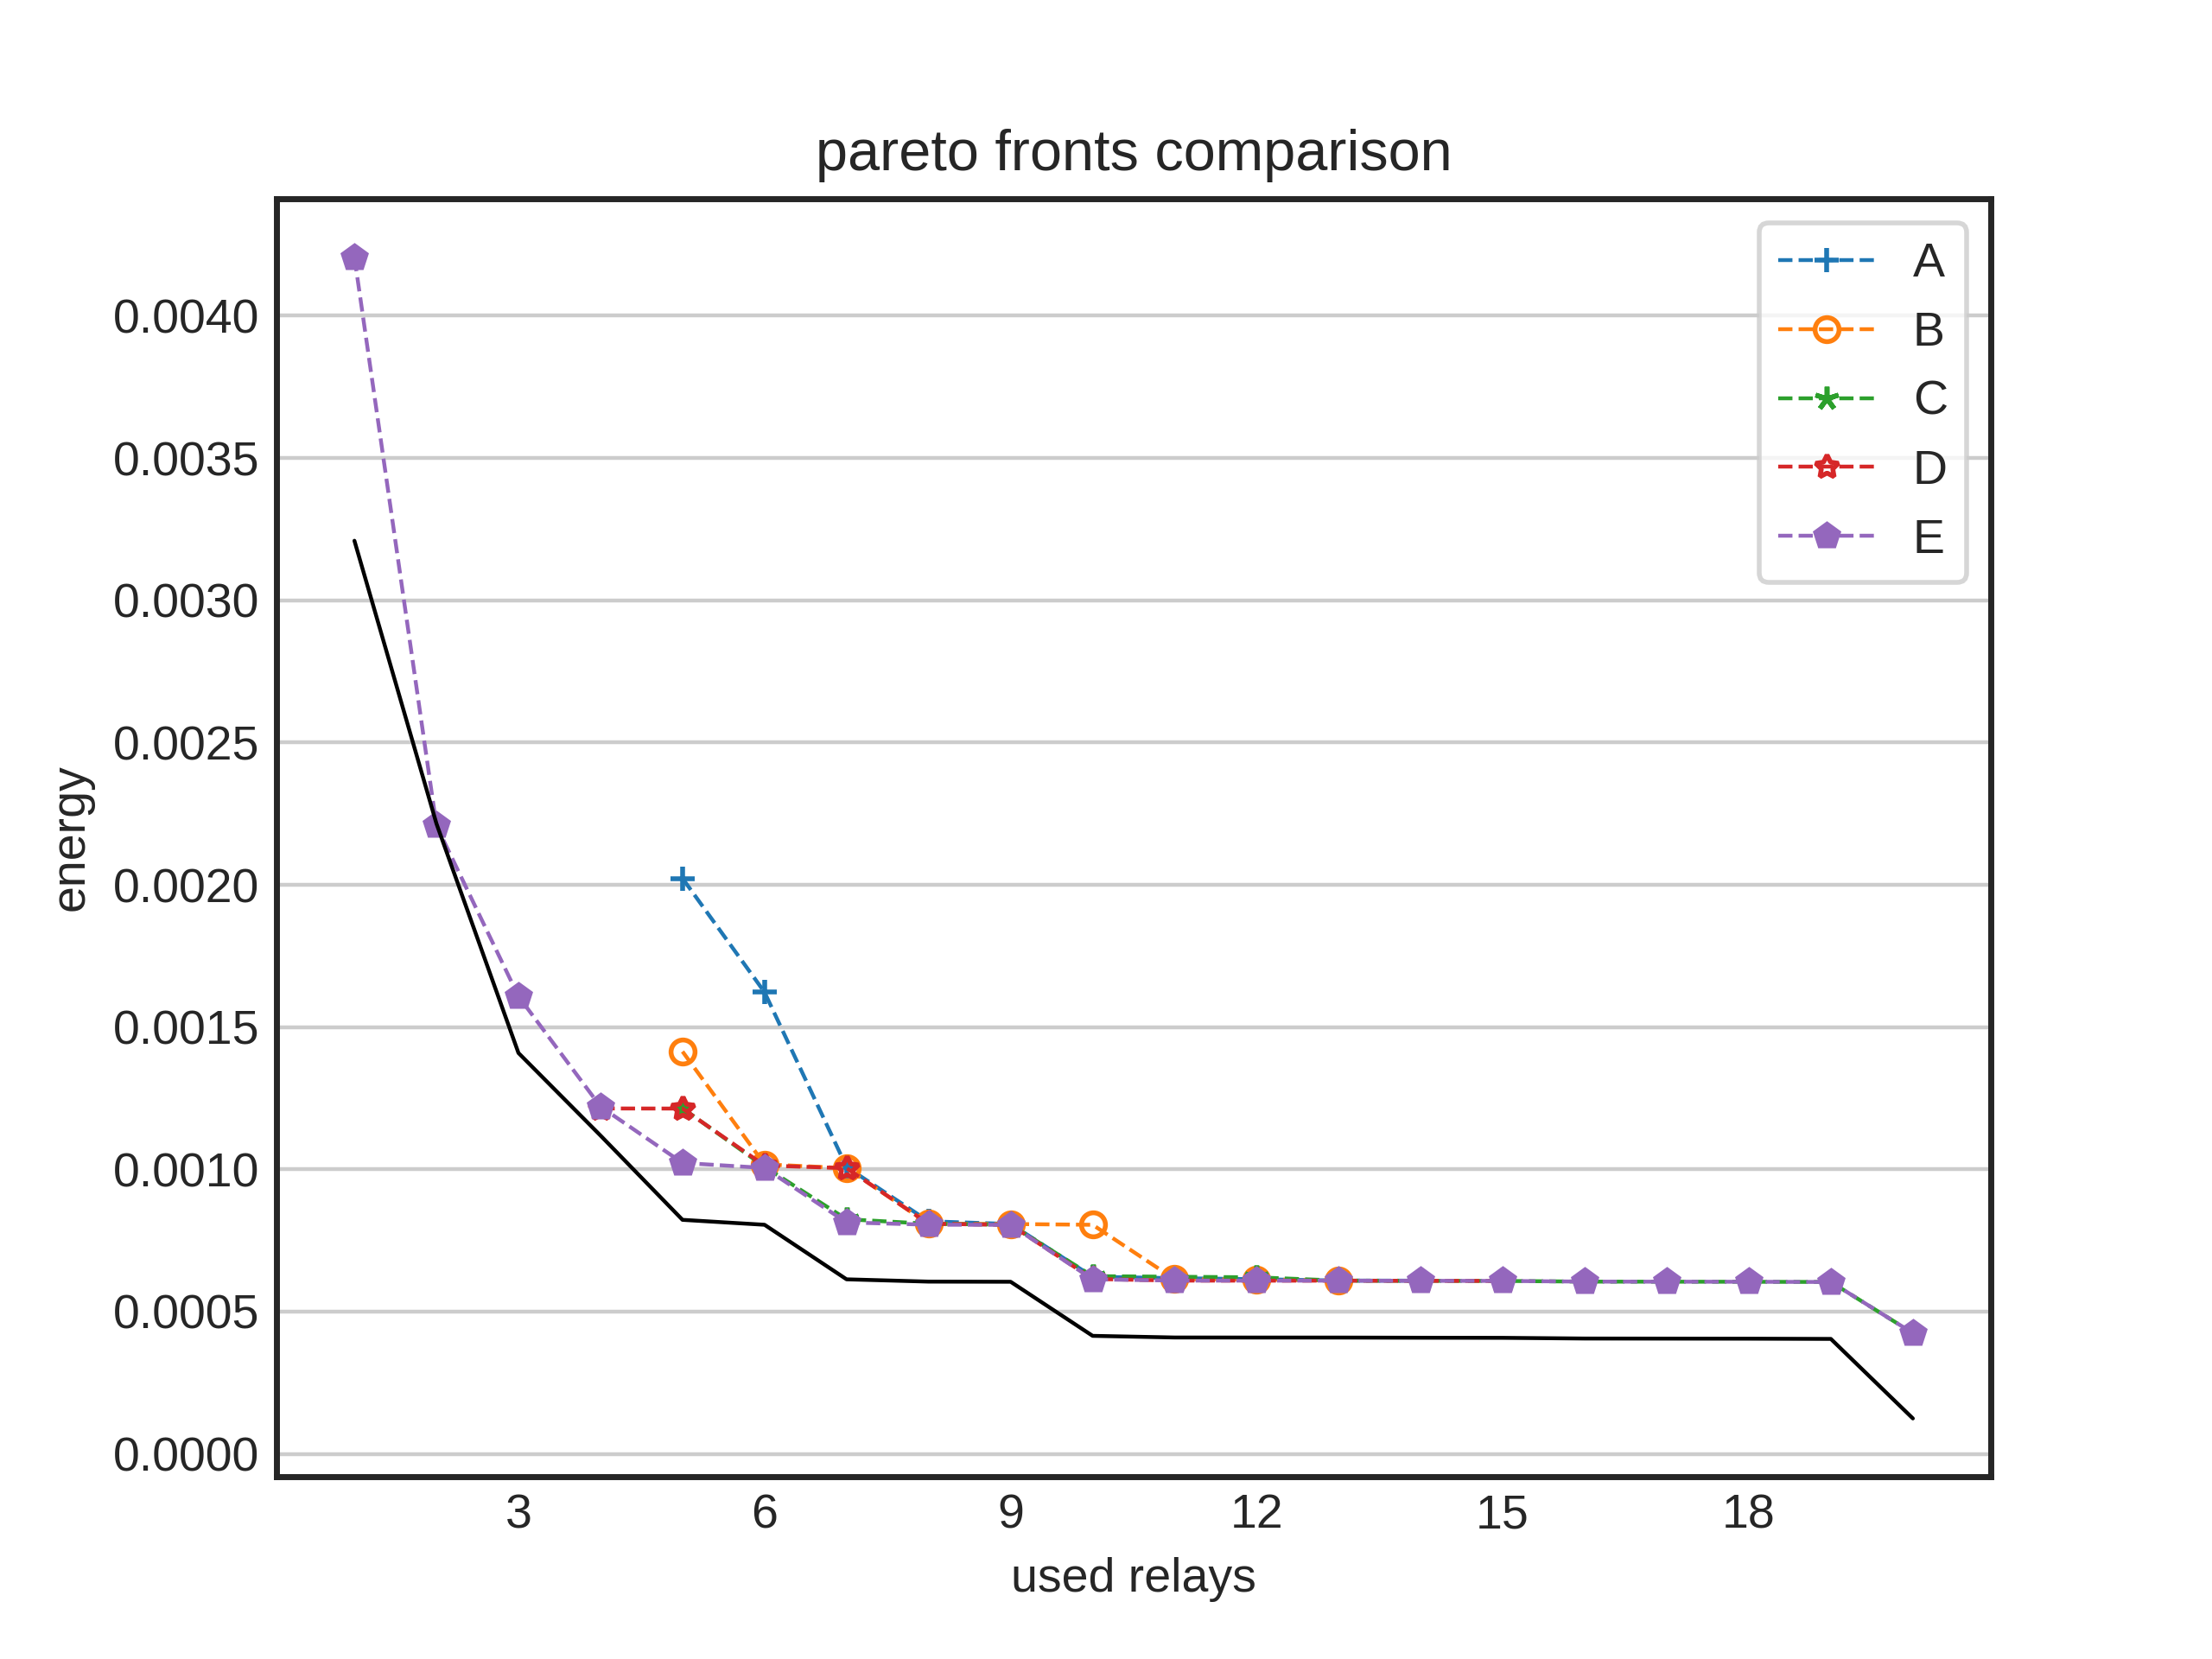 pareto fronts comparison
A
B
C
D
E
0.0040
0.0035
0.0030
0.0025
0.0020
0.0015
0.0010
0.0005
0.0000
energy
3 6 9 12 15 18
used relays